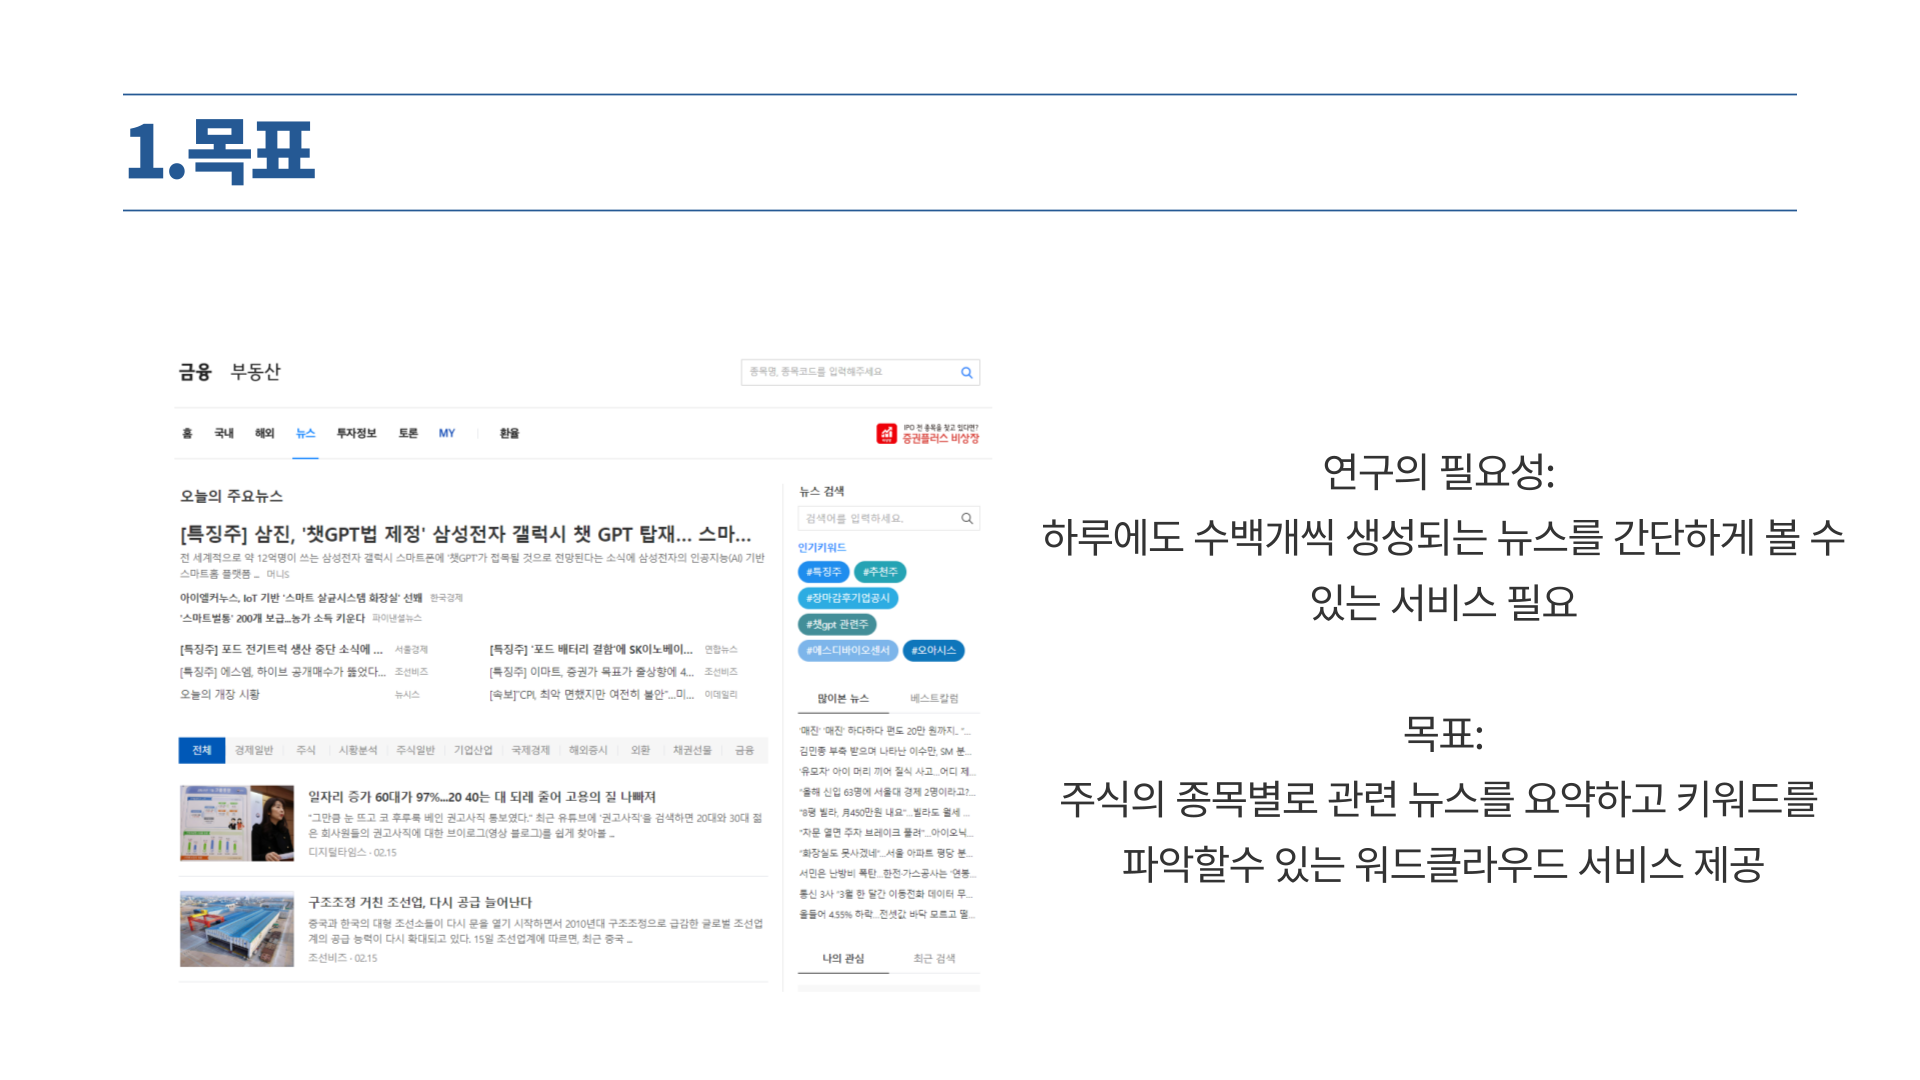 1.목표
금융 부동산
종목명, 종목코드를 입력해주세요
홈 국내 해외 뉴스 투자정보 토론 MY 환율
IPO 전 종목을 찾고 있다면?
증권플러스 비상장
오늘의 주요뉴스
[특징주] 삼진, '챗GPT법 제정' 삼성전자 갤럭시 챗 GPT 탑재... 스마...
전 세계적으로 약 12억명이 쓰는 삼성전자 갤럭시 스마트폰에 '챗GPT'가 접목될 것으로 전망된다는 소식에 삼성전자의 인공지능(AI) 기반
스마트홈 플랫폼 ... 머니S
아이엘커누스, IoT 기반 '스마트 살균시스템 화장실' 선봬 한국경제
'스마트벌통' 200개 보급...농가 소득 키운다 파이낸셜뉴스
[특징주] 포드 전기트럭 생산 중단 소식에 ... 서울경제
[특징주] '포드 배터리 결함'에 SK이노베이... 연합뉴스
[특징주] 에스엠, 하이브 공개매수가 뚫었다... 조선비즈
[특징주] 이마트, 증권가 목표가 줄상향에 4... 조선비즈
오늘의 개장 시황 뉴시스
[속보]"CPI, 최악 면했지만 여전히 불안"...미... 이데일리
전체 경제일반 주식 시황분석 주식일반 기업산업 국제경제 해외증시 외환 채권선물 금융
일자리 증가 60대가 97%...20 40는 대 되레 줄어 고용의 질 나빠져
"그만큼 눈 뜨고 코 후루룩 베인 권고사직 통보였다." 최근 유튜브에 '권고사직'을 검색하면 20대와 30대 젊
은 회사원들의 권고사직에 대한 브이로그(영상 블로그)를 쉽게 찾아볼 ...
디지털타임스 · 02.15
구조조정 거친 조선업, 다시 공급 늘어난다
중국과 한국의 대형 조선소들이 다시 문을 열기 시작하면서 2010년대 구조조정으로 급감한 글로벌 조선업
계의 공급 능력이 다시 확대되고 있다. 15일 조선업계에 따르면, 최근 중국 ...
조선비즈 · 02.15
뉴스 검색
검색어를 입력하세요.
인기키워드
#특징주 #추천주
#장마감후기업공시
#챗gpt 관련주
#에스디바이오센서 #오아시스
많이본 뉴스 베스트칼럼
'매진' '매진' 하다하다 편도 20만 원까지.. "...
김민종 부축 받으며 나타난 이수만, SM 분...
'유모차' 아이 머리 끼어 질식 사고...어디 제...
"올해 신입 63명에 서울대 경제 2명이라고?...
"8평 빌라, 月450만원 내요"...빌라도 월세 ...
"차문 열면 주자 브레이크 풀려"...아이오닉...
"화장실도 못사겠네"...서울 아파트 평당 분...
서민은 난방비 폭탄...한전·가스공사는 '연봉...
통신 3사 "3월 한 달간 이동전화 데이터 무...
올들어 4.55% 하락...전셋값 바닥 모르고 떨...
나의 관심 최근 검색
연구의 필요성:
하루에도 수백개씩 생성되는 뉴스를 간단하게 볼 수
있는 서비스 필요
목표:
주식의 종목별로 관련 뉴스를 요약하고 키워드를
파악할수 있는 워드클라우드 서비스 제공